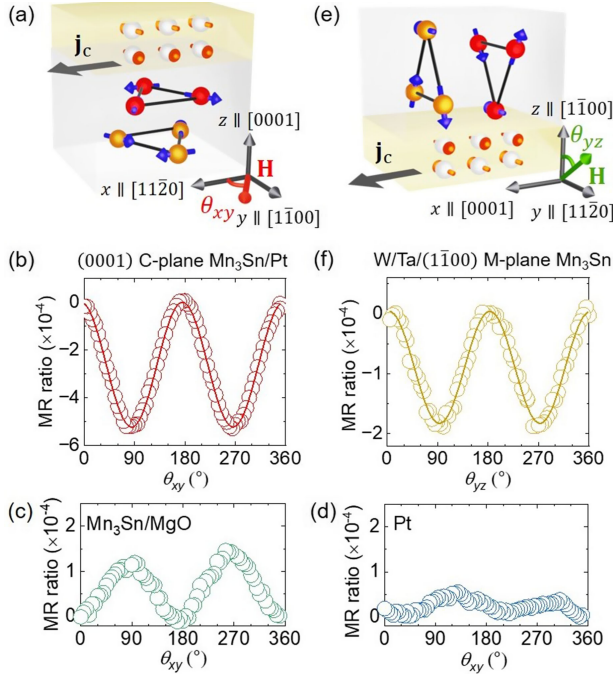 (a)
j_c
z ∥ [0001]
H
x ∥ [112̄0]
θ_xy
y ∥ [11̄00]
(e)
z ∥ [11̄00]
θ_yz
j_c
H
x ∥ [0001]
y ∥ [112̄0]
(b) (0001) C-plane Mn₃Sn/Pt
MR ratio (×10⁻⁴)
0
−2
−4
−6
0 90 180 270 360
θ_xy (°)
(f) W/Ta/(11̄00) M-plane Mn₃Sn
MR ratio (×10⁻⁴)
0
−1
−2
0 90 180 270 360
θ_yz (°)
(c) Mn₃Sn/MgO
MR ratio (×10⁻⁴)
2
1
0
0 90 180 270 360
θ_xy (°)
(d) Pt
MR ratio (×10⁻⁴)
2
1
0
0 90 180 270 360
θ_xy (°)